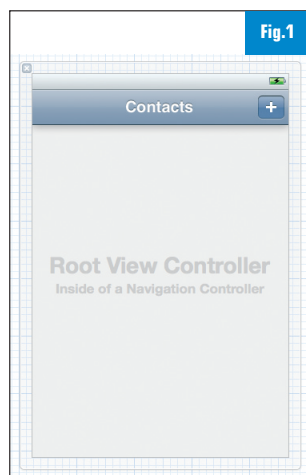 Fig.1
Contacts
+
Root View Controller
Inside of a Navigation Controller